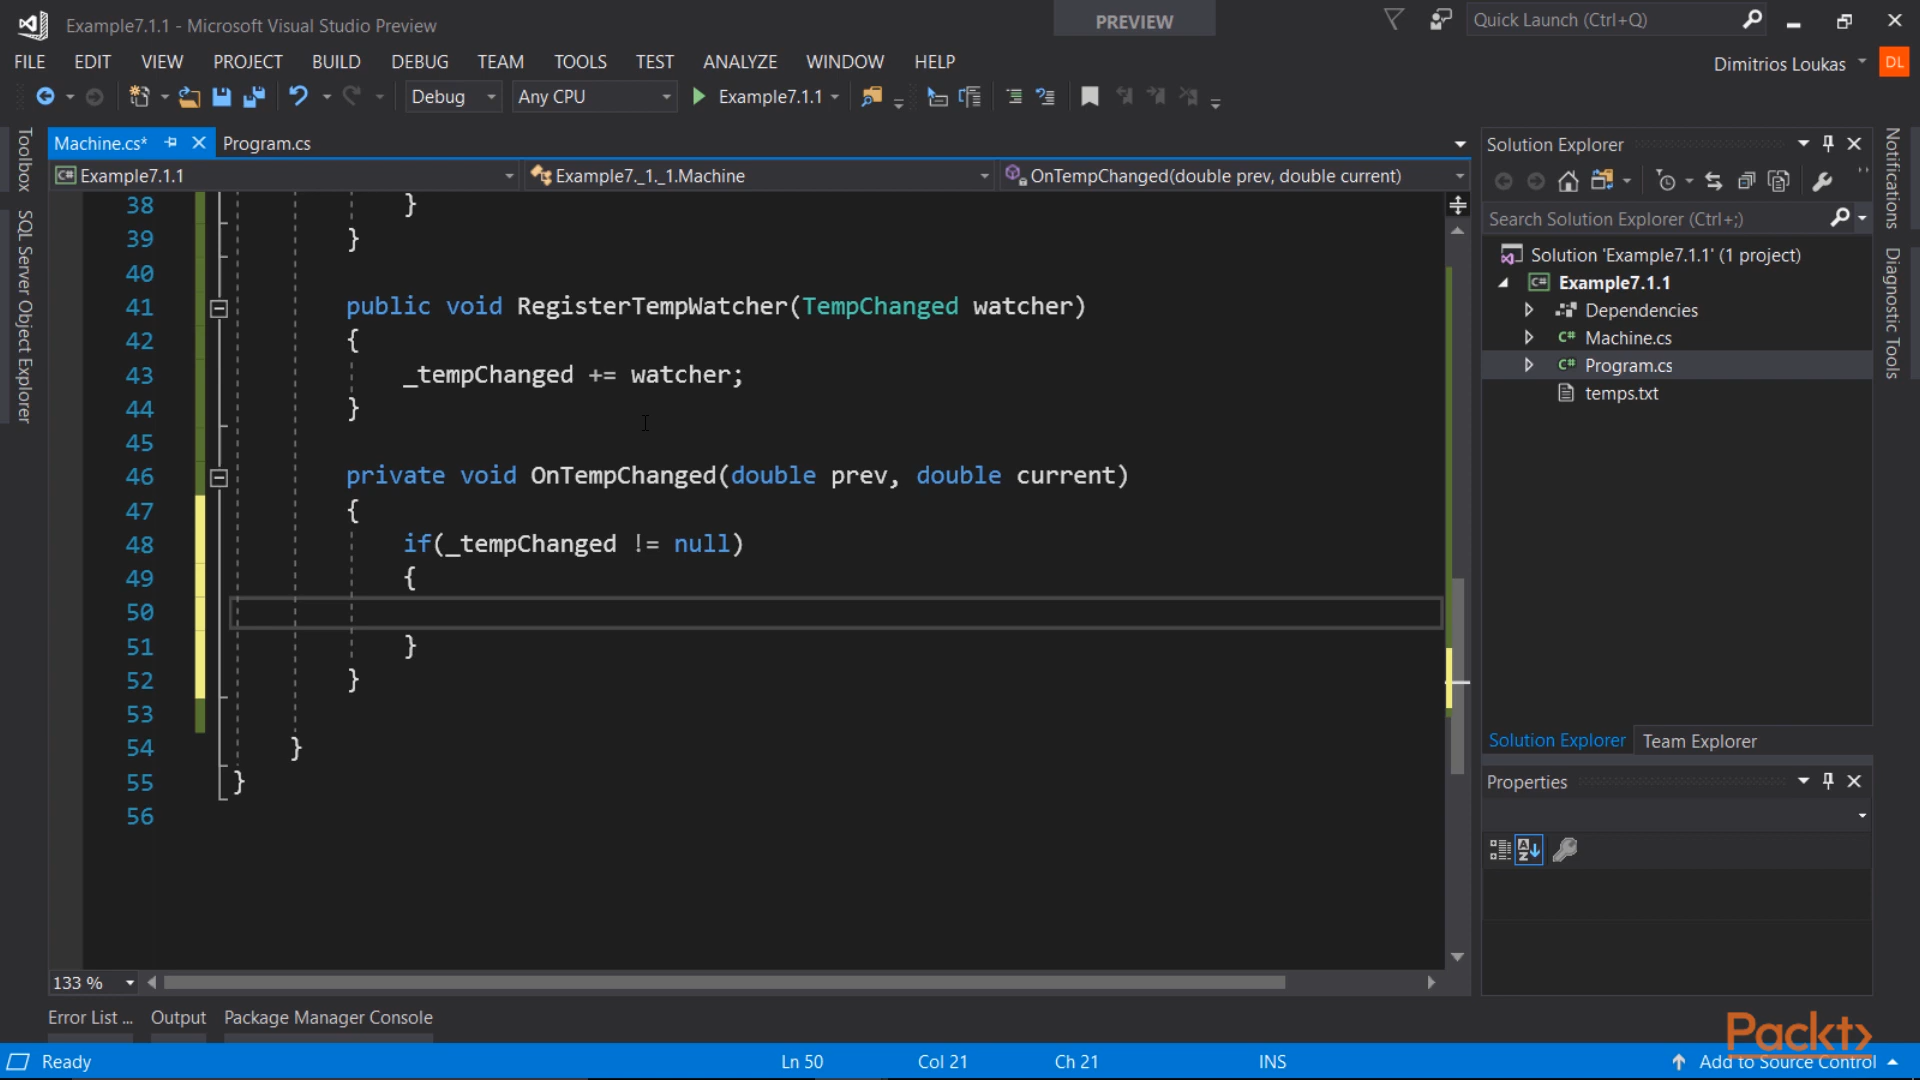 Example7.1.1 - Microsoft Visual Studio Preview
PREVIEW
Quick Launch (Ctrl+Q)
FILE EDIT VIEW PROJECT BUILD DEBUG TEAM TOOLS TEST ANALYZE WINDOW HELP
Dimitrios Loukas DL
Debug Any CPU Example7.1.1
Toolbox
SQL Server Object Explorer
Machine.cs* Program.cs
Example7.1.1 Example7._1._1.Machine OnTempChanged(double prev, double current)
38 }
39 }
40
41 public void RegisterTempWatcher(TempChanged watcher)
42 {
43 _tempChanged += watcher;
44 }
45
46 private void OnTempChanged(double prev, double current)
47 {
48 if(_tempChanged != null)
49 {
50
51 }
52 }
53
54 }
55 }
56
133 %
Error List ... Output Package Manager Console
Solution Explorer
Search Solution Explorer (Ctrl+;)
Solution 'Example7.1.1' (1 project)
C# Example7.1.1
Dependencies
C# Machine.cs
C# Program.cs
temps.txt
Solution Explorer Team Explorer
Properties
Notifications
Diagnostic Tools
Packt
Ready Ln 50 Col 21 Ch 21 INS Add to Source Control